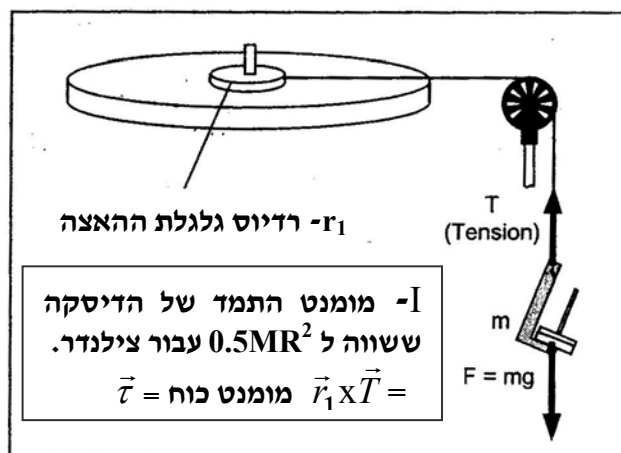 r₁- רדיוס גלגלת ההאצה
T
(Tension)
m
F = mg
I- מומנט התמד של הדיסקה
ששווה ל 0.5MR² עבור צילנדר.
= r⃗₁xT⃗ מומנט כוח = τ⃗